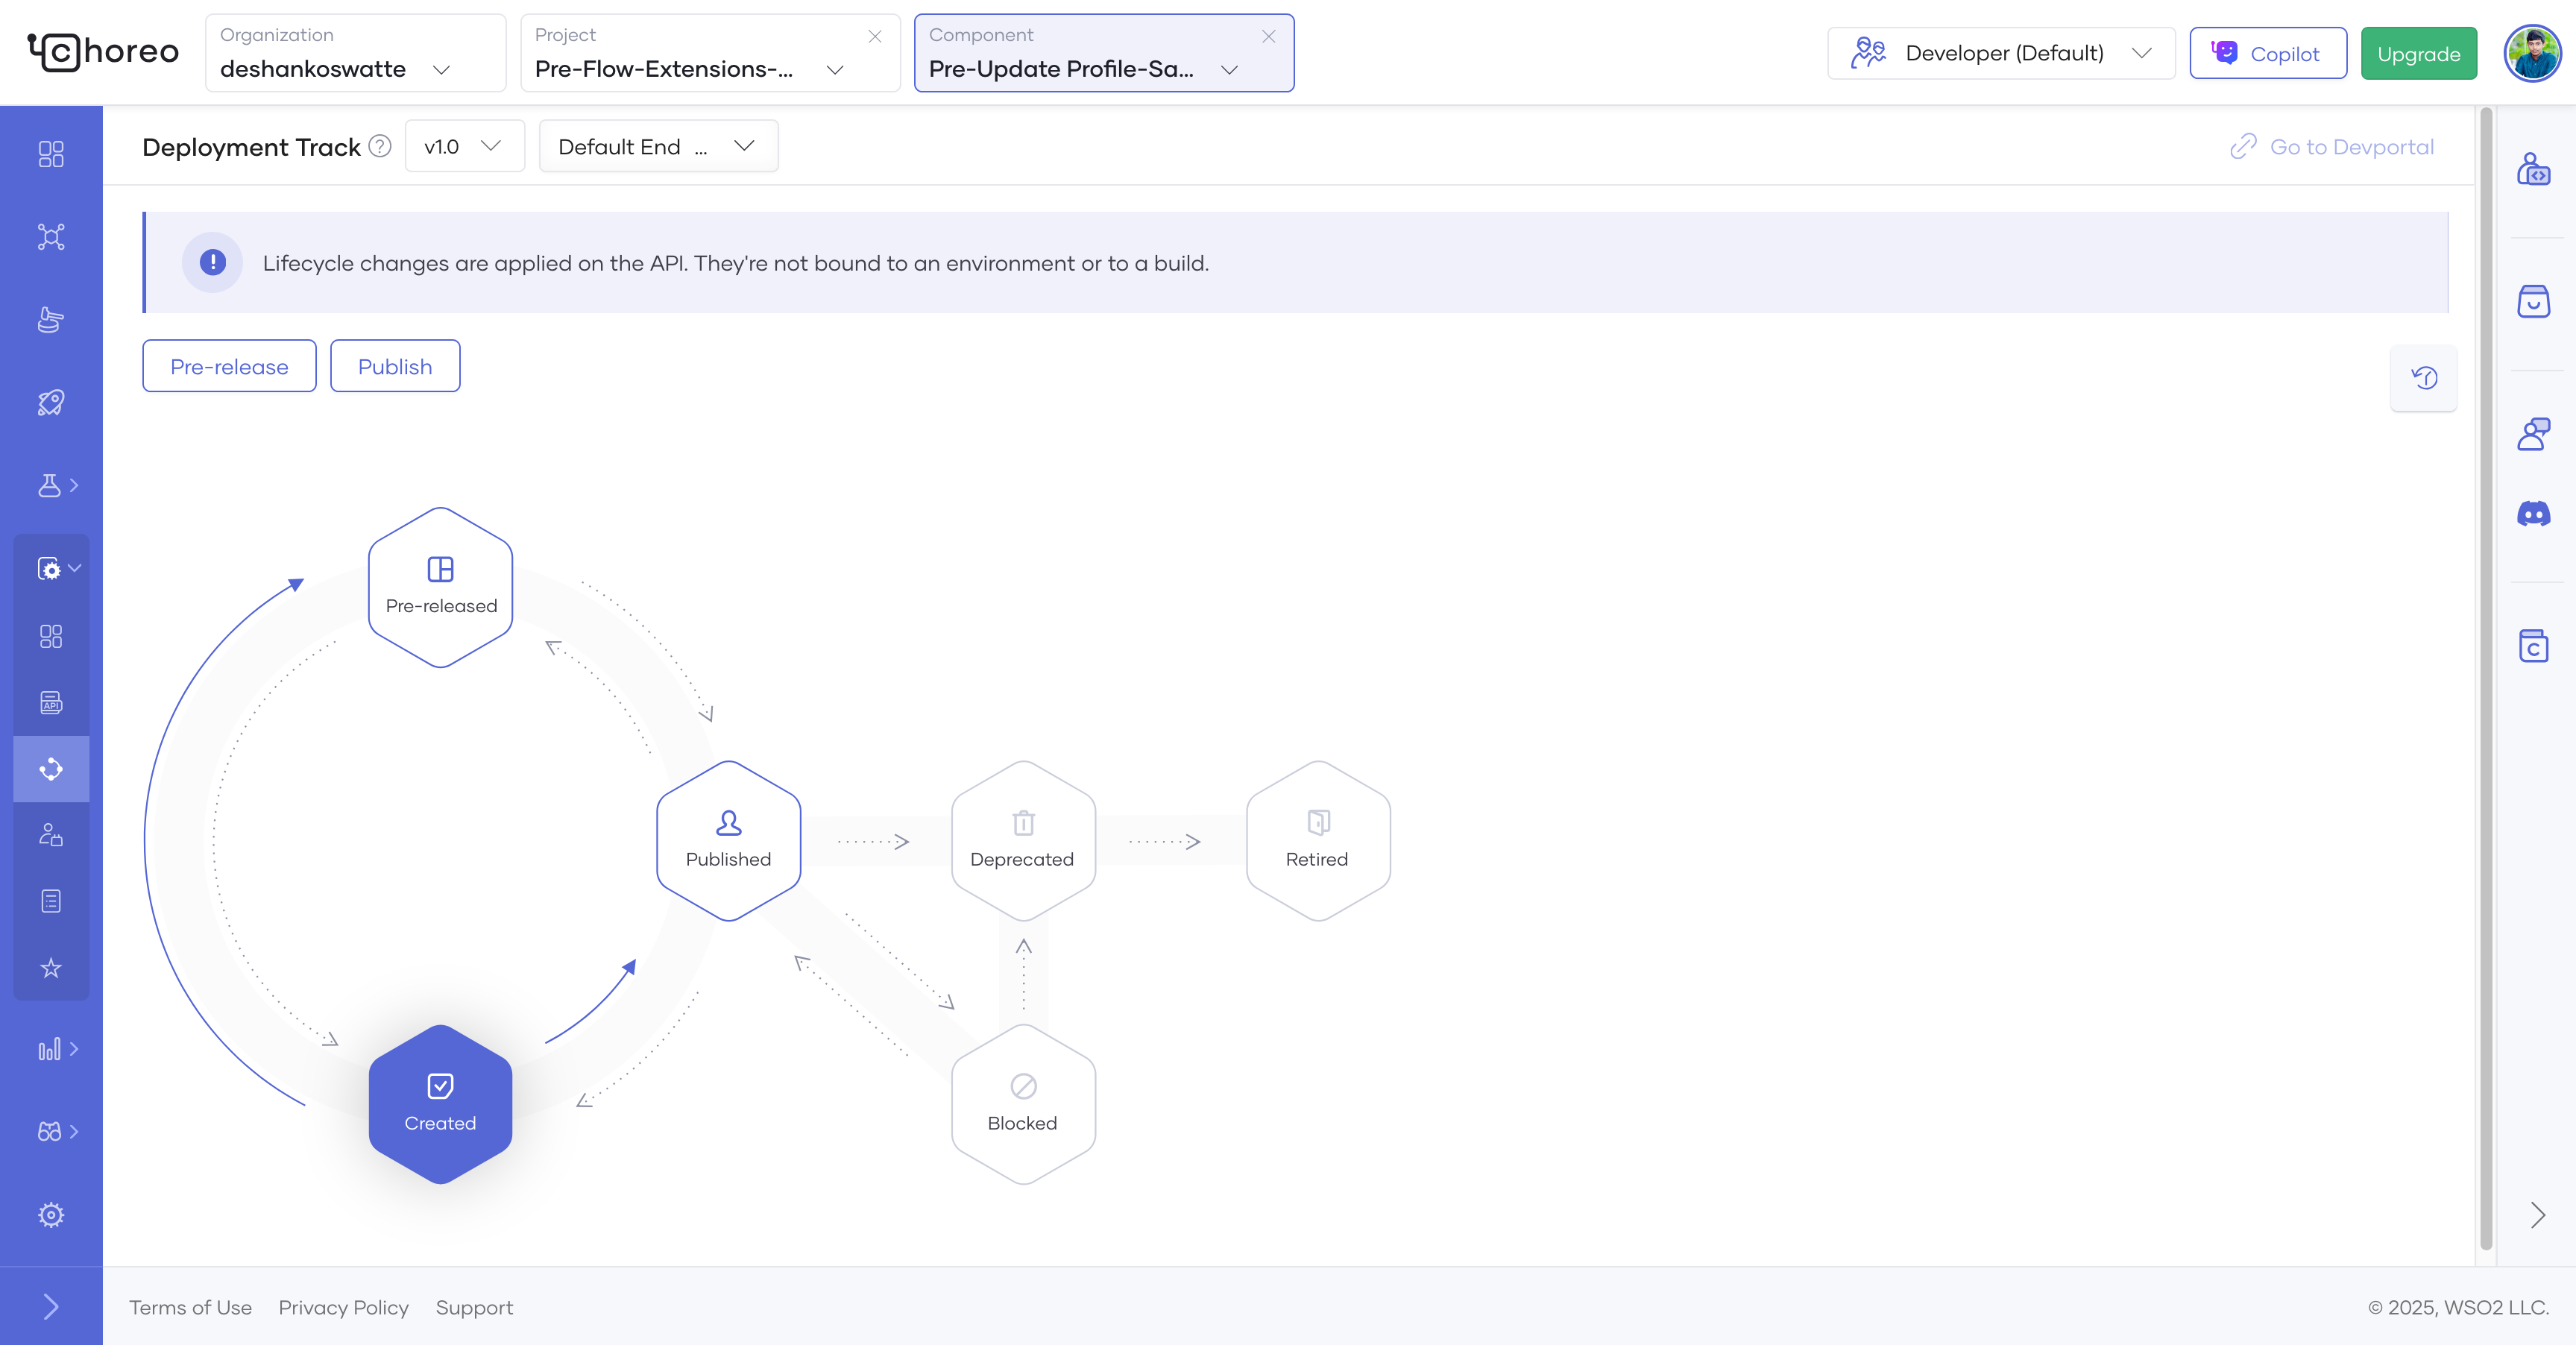 choreo
Organization
deshankoswatte
Project
Pre-Flow-Extensions-...
Component
Pre-Update Profile-Sa...
Developer (Default)
Copilot
Upgrade
Deployment Track
?
v1.0
Default End ...
Go to Devportal
Lifecycle changes are applied on the API. They're not bound to an environment or to a build.
Pre-release
Publish
Pre-released
API
Published
Deprecated
Retired
Created
Blocked
C
Terms of Use
Privacy Policy
Support
© 2025, WSO2 LLC.